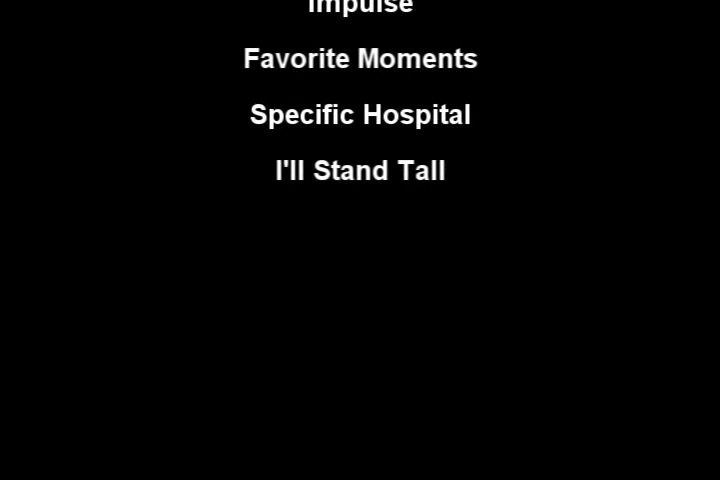 Impulse
Favorite Moments
Specific Hospital
I'll Stand Tall